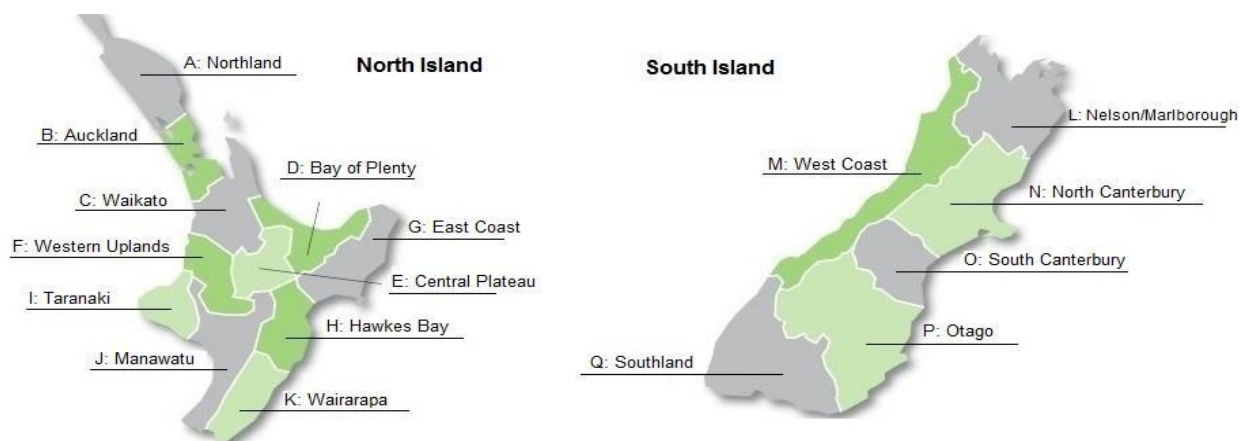 A: Northland
North Island
B: Auckland
D: Bay of Plenty
C: Waikato
G: East Coast
F: Western Uplands
E: Central Plateau
I: Taranaki
H: Hawkes Bay
J: Manawatu
K: Wairarapa
South Island
L: Nelson/Marlborough
M: West Coast
N: North Canterbury
O: South Canterbury
P: Otago
Q: Southland